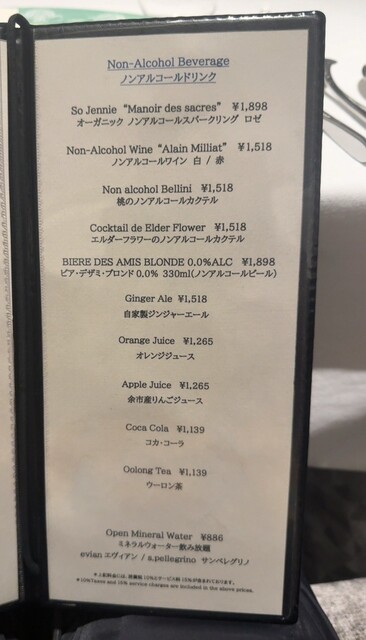 Non-Alcohol Beverage
ノンアルコールドリンク
So Jennie “Manoir des sacres” ¥1,898
オーガニック ノンアルコールスパークリング ロゼ
Non-Alcohol Wine “Alain Milliat” ¥1,518
ノンアルコールワイン 白 / 赤
Non alcohol Bellini ¥1,518
桃のノンアルコールカクテル
Cocktail de Elder Flower ¥1,518
エルダーフラワーのノンアルコールカクテル
BIERE DES AMIS BLONDE 0.0%ALC ¥1,898
ビア・デザミ・ブロンド 0.0% 330ml(ノンアルコールビール)
Ginger Ale ¥1,518
自家製ジンジャーエール
Orange Juice ¥1,265
オレンジジュース
Apple Juice ¥1,265
余市産りんごジュース
Coca Cola ¥1,139
コカ・コーラ
Oolong Tea ¥1,139
ウーロン茶
Open Mineral Water ¥886
ミネラルウォーター飲み放題
evian エヴィアン / s.pellegrino サンペレグリノ
and 15% service charges are included in the above prices.